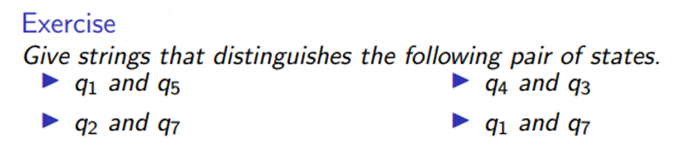 Exercise
Give strings that distinguishes the following pair of states.
▶ q₁ and q₅
▶ q₄ and q₃
▶ q₂ and q₇
▶ q₁ and q₇